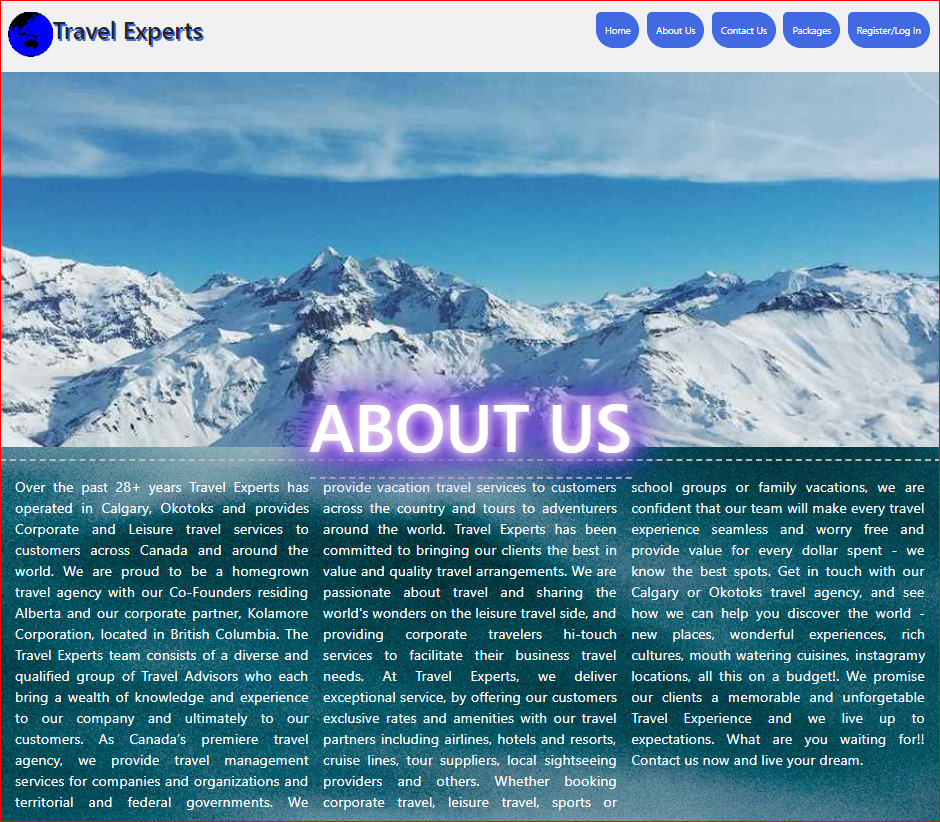 Travel Experts
Home
About Us
Contact Us
Packages
Register/Log In
ABOUT US
Over the past 28+ years Travel Experts has
operated in Calgary, Okotoks and provides
Corporate and Leisure travel services to
customers across Canada and around the
world. We are proud to be a homegrown
travel agency with our Co-Founders residing
Alberta and our corporate partner, Kolamore
Corporation, located in British Columbia. The
Travel Experts team consists of a diverse and
qualified group of Travel Advisors who each
bring a wealth of knowledge and experience
to our company and ultimately to our
customers. As Canada’s premiere travel
agency, we provide travel management
services for companies and organizations and
territorial and federal governments. We
provide vacation travel services to customers
across the country and tours to adventurers
around the world. Travel Experts has been
committed to bringing our clients the best in
value and quality travel arrangements. We are
passionate about travel and sharing the
world's wonders on the leisure travel side, and
providing corporate travelers hi-touch
services to facilitate their business travel
needs. At Travel Experts, we deliver
exceptional service, by offering our customers
exclusive rates and amenities with our travel
partners including airlines, hotels and resorts,
cruise lines, tour suppliers, local sightseeing
providers and others. Whether booking
corporate travel, leisure travel, sports or
school groups or family vacations, we are
confident that our team will make every travel
experience seamless and worry free and
provide value for every dollar spent - we
know the best spots. Get in touch with our
Calgary or Okotoks travel agency, and see
how we can help you discover the world -
new places, wonderful experiences, rich
cultures, mouth watering cuisines, instagramy
locations, all this on a budget!. We promise
our clients a memorable and unforgetable
Travel Experience and we live up to
expectations. What are you waiting for!!
Contact us now and live your dream.